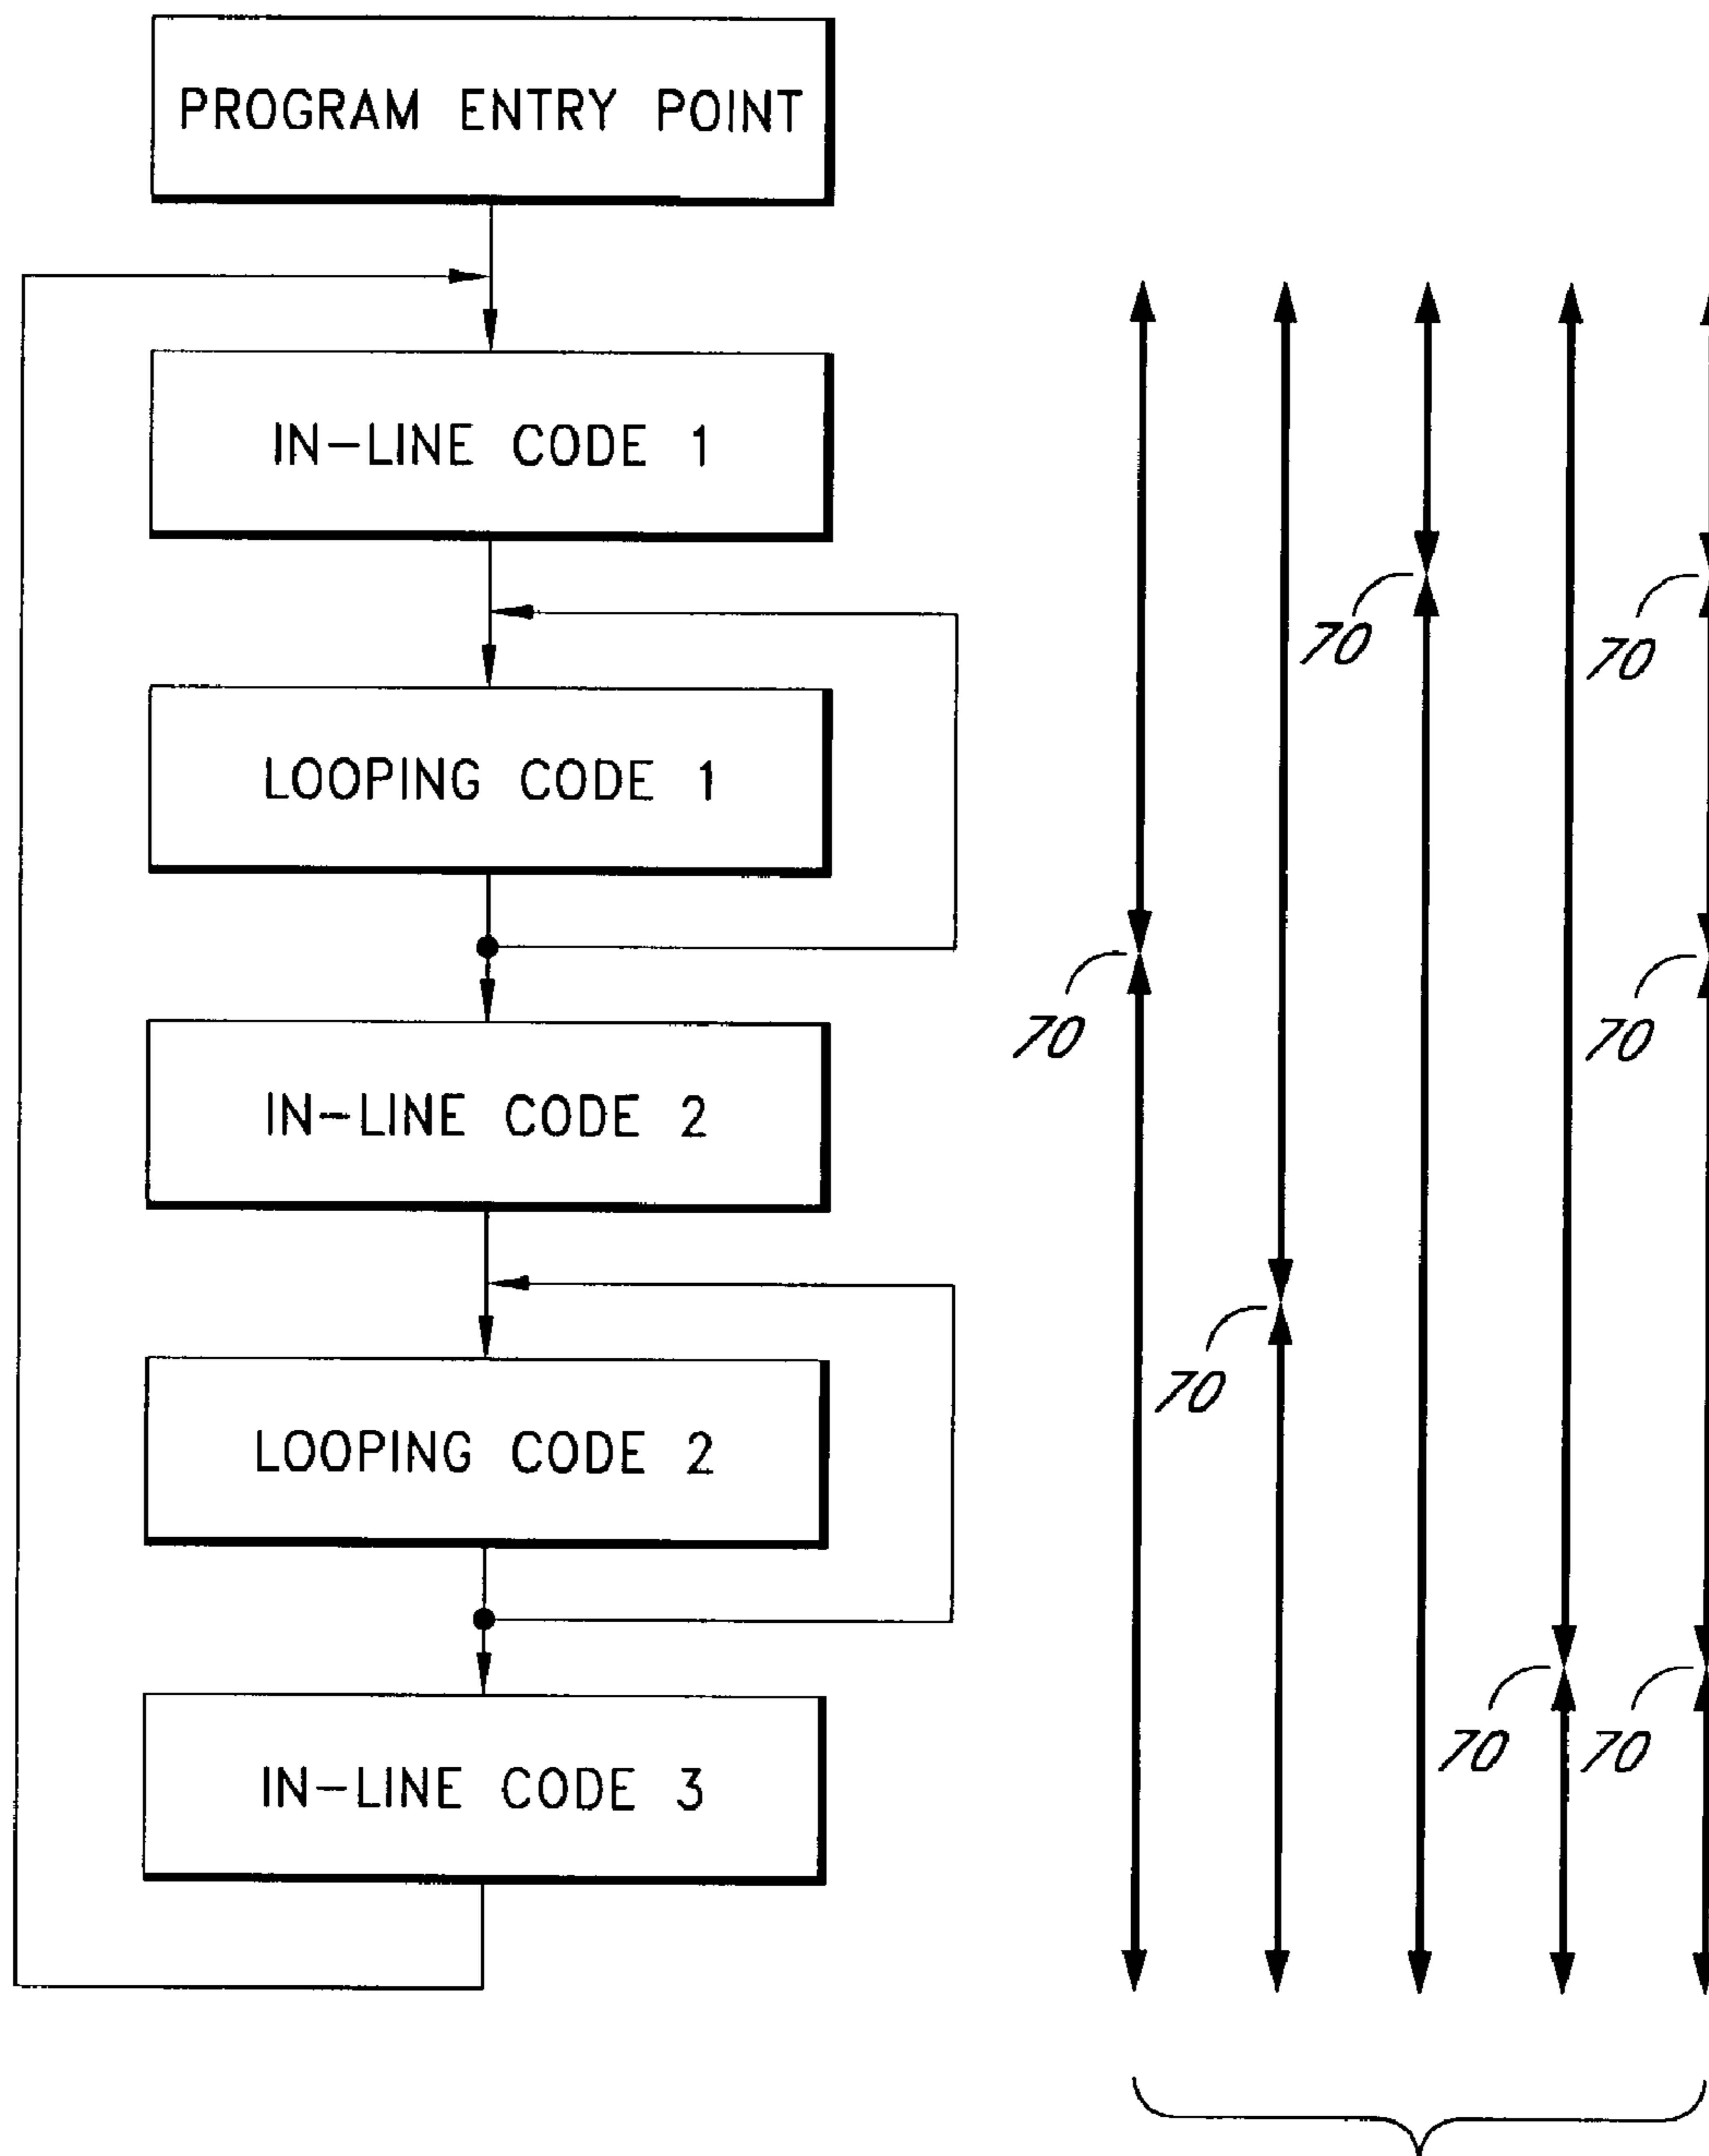 PROGRAM ENTRY POINT
IN-LINE CODE 1
70
70
LOOPING CODE 1
70
70
IN-LINE CODE 2
70
LOOPING CODE 2
70
70
IN-LINE CODE 3